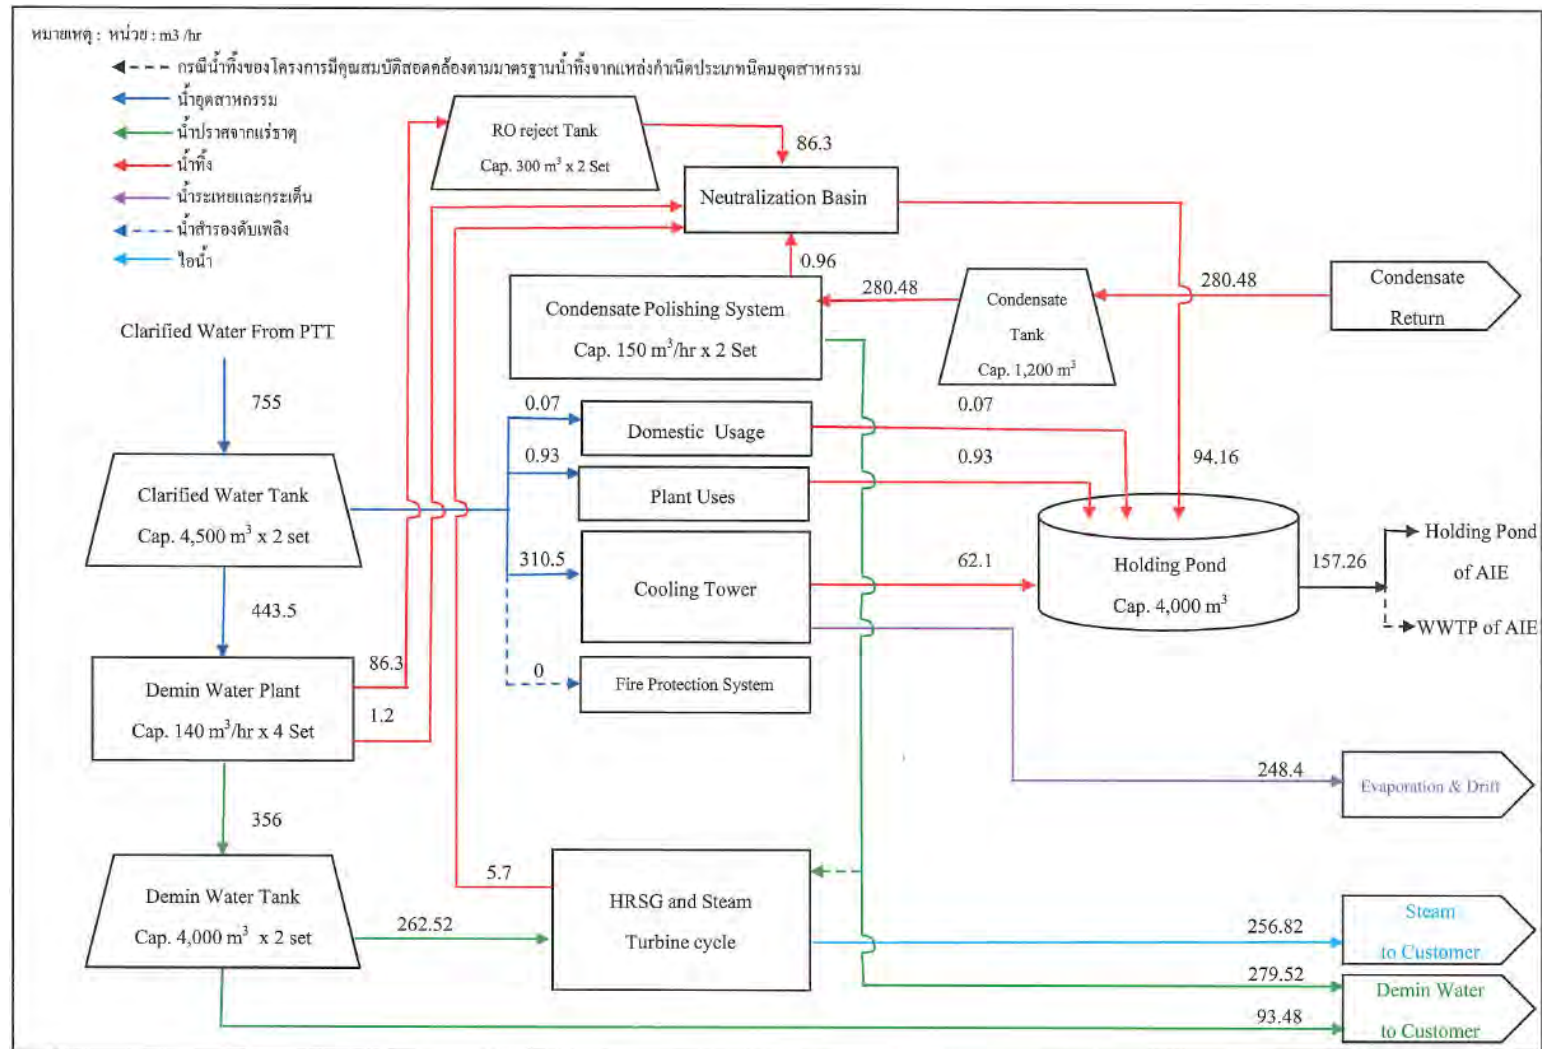 หมายเหตุ : หน่วย : m3 /hr
กรณีน้ำทิ้งของโครงการมีคุณสมบัติสอดคล้องตามมาตรฐานน้ำทิ้งจากแหล่งกำเนิดประเภทนิคมอุตสาหกรรม
น้ำอุตสาหกรรม
น้ำปราศจากแร่ธาตุ
น้ำทิ้ง
น้ำระเหยและกระเด็น
น้ำสำรองดับเพลิง
ไอน้ำ
RO reject Tank
Cap. 300 m³ x 2 Set
86.3
Neutralization Basin
0.96
Condensate Polishing System
Cap. 150 m³/hr x 2 Set
280.48
Condensate
Tank
Cap. 1,200 m³
280.48
Condensate
Return
Clarified Water From PTT
755
Clarified Water Tank
Cap. 4,500 m³ x 2 set
0.07
Domestic Usage
0.07
0.93
Plant Uses
0.93
94.16
310.5
Cooling Tower
62.1
Holding Pond
Cap. 4,000 m³
157.26
Holding Pond
of AIE
WWTP of AIE
443.5
0
Fire Protection System
Demin Water Plant
Cap. 140 m³/hr x 4 Set
86.3
1.2
248.4
Evaporation & Drift
356
Demin Water Tank
Cap. 4,000 m³ x 2 set
5.7
262.52
HRSG and Steam
Turbine cycle
256.82
Steam
to Customer
279.52
Demin Water
to Customer
93.48